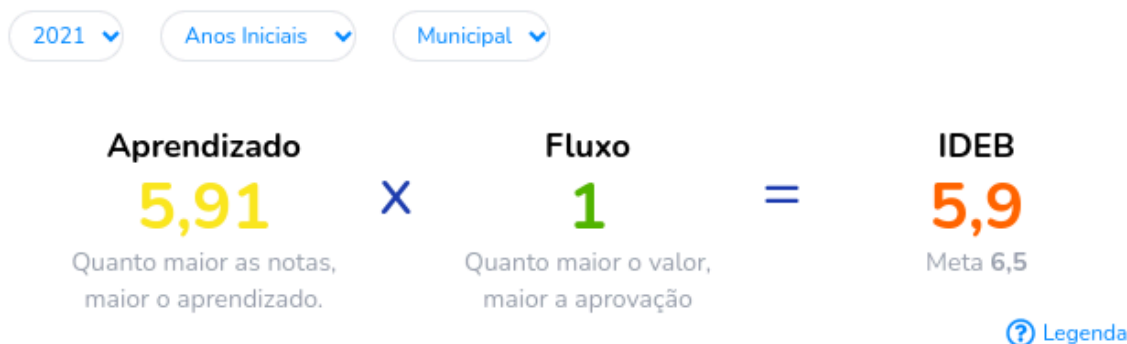 2021 Anos Iniciais Municipal
Aprendizado Fluxo IDEB
5,91 x 1 = 5,9
Quanto maior as notas, Quanto maior o valor, Meta 6,5
maior o aprendizado. maior a aprovação
? Legenda